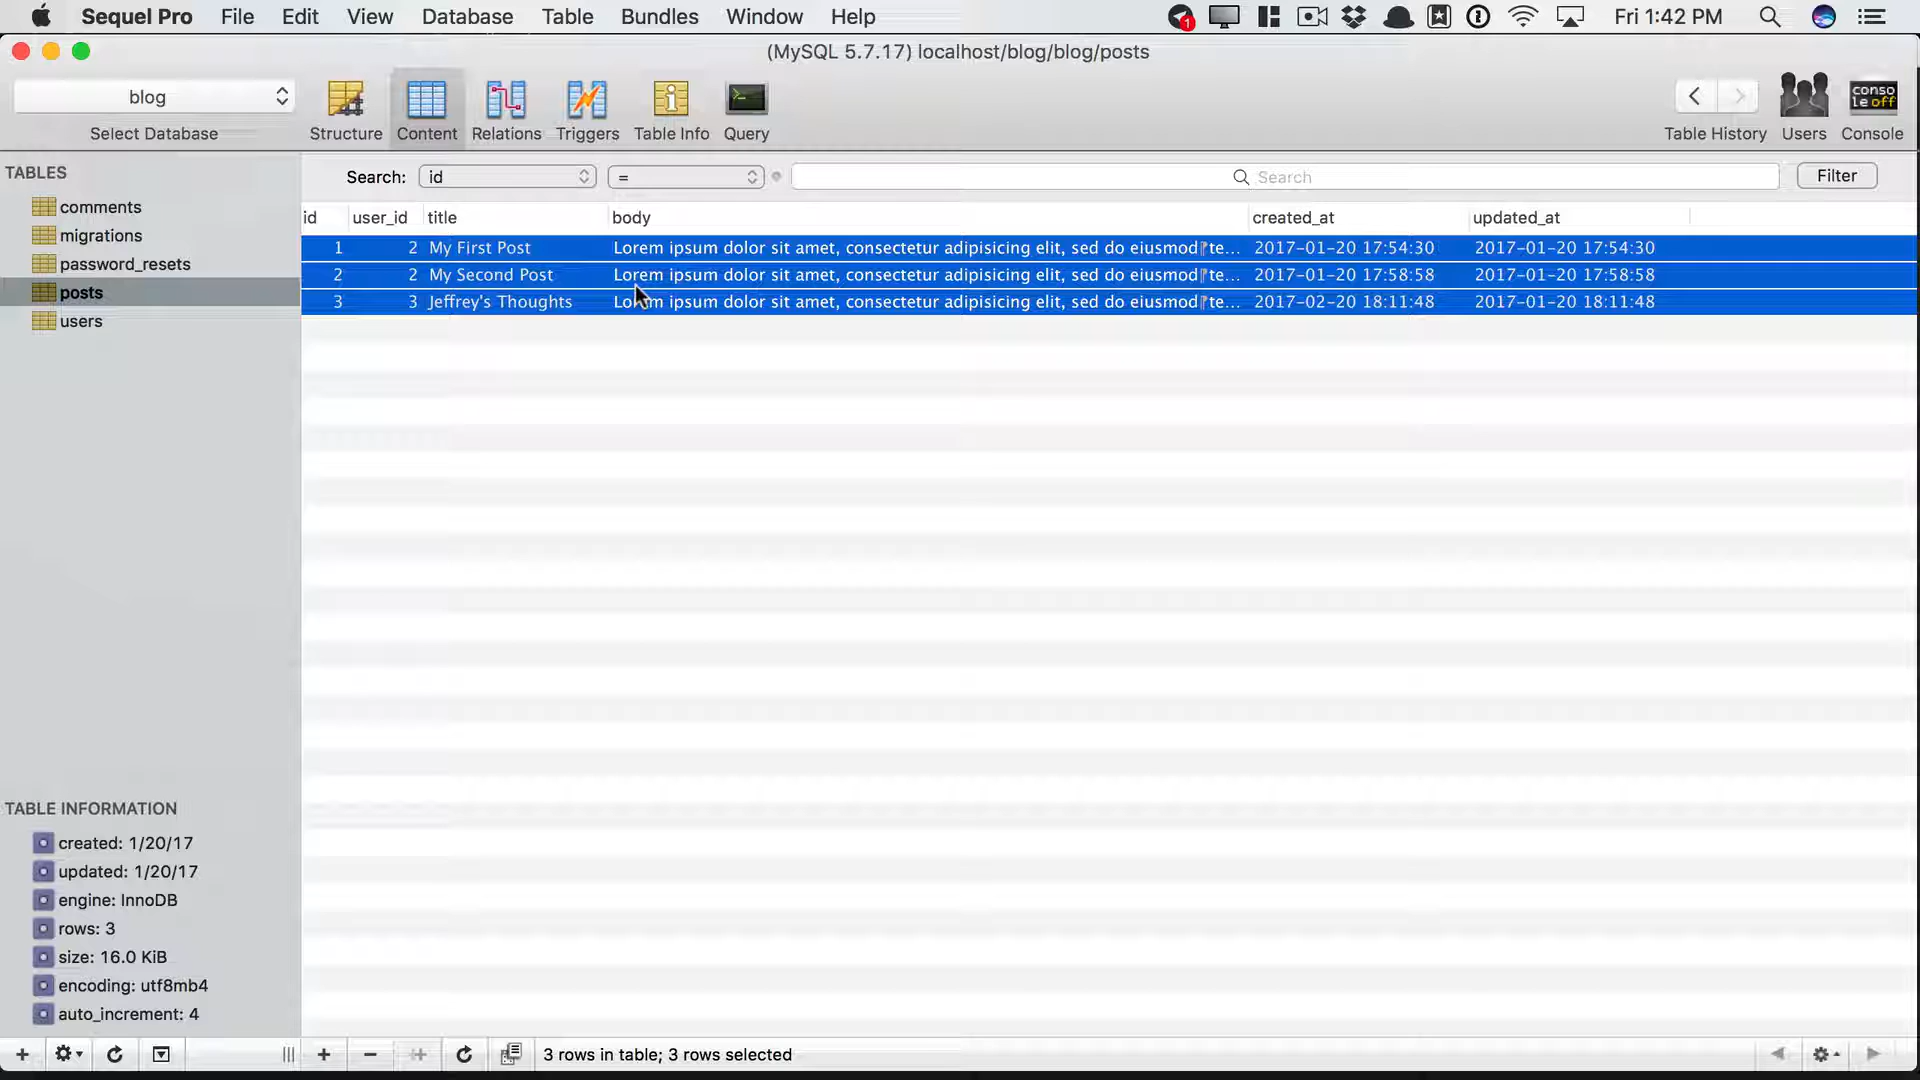 Sequel Pro File Edit View Database Table Bundles Window Help 1 Fri 1:42 PM
(MySQL 5.7.17) localhost/blog/blog/posts
blog
Select Database Structure Content Relations Triggers Table Info Query Table History Users Console
conso
le off
TABLES
comments
migrations
password_resets
posts
users
Search: id = Search Filter
id user_id title body created_at updated_at
1 2 My First Post Lorem ipsum dolor sit amet, consectetur adipisicing elit, sed do eiusmod te... 2017-01-20 17:54:30 2017-01-20 17:54:30
2 2 My Second Post Lorem ipsum dolor sit amet, consectetur adipisicing elit, sed do eiusmod te... 2017-01-20 17:58:58 2017-01-20 17:58:58
3 3 Jeffrey's Thoughts Lorem ipsum dolor sit amet, consectetur adipisicing elit, sed do eiusmod te... 2017-02-20 18:11:48 2017-01-20 18:11:48
TABLE INFORMATION
created: 1/20/17
updated: 1/20/17
engine: InnoDB
rows: 3
size: 16.0 KiB
encoding: utf8mb4
auto_increment: 4
3 rows in table; 3 rows selected